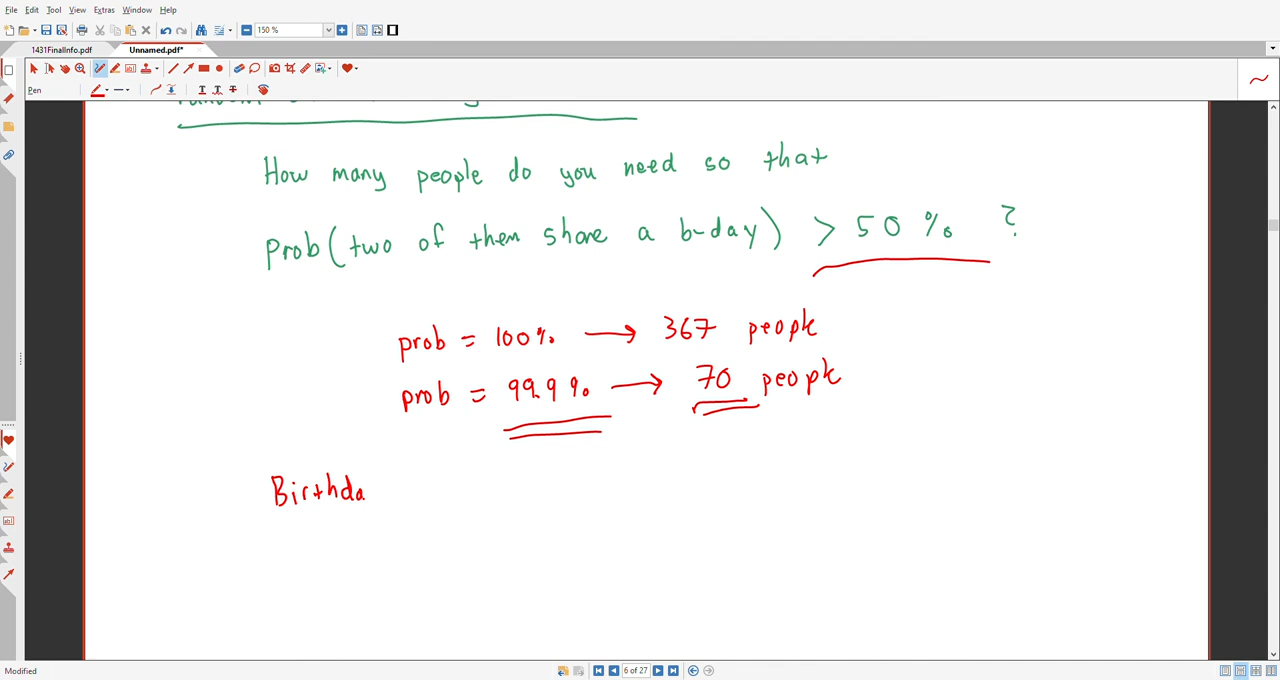 File Edit Tool View Extras Window Help
150 %
1431FinalInfo.pdf Unnamed.pdf*
Pen
How many people do you need so that
prob(two of them share a b-day) > 50% ?
prob = 100% → 367 people
prob = 99.9% → 70 people
Birthda
6 of 27
Modified